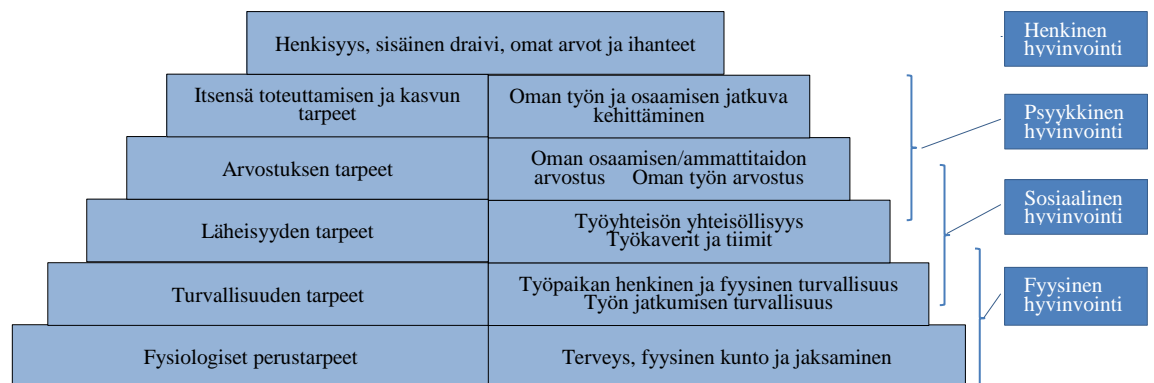 Henkisyys, sisäinen draivi, omat arvot ja ihanteet
Henkinen
hyvinvointi
Itsensä toteuttamisen ja kasvun
tarpeet
Oman työn ja osaamisen jatkuva
kehittäminen
Psyykkinen
hyvinvointi
Arvostuksen tarpeet
Oman osaamisen/ammattitaidon
arvostus Oman työn arvostus
Sosiaalinen
hyvinvointi
Läheisyyden tarpeet
Työyhteisön yhteisöllisyys
Työkaverit ja tiimit
Turvallisuuden tarpeet
Työpaikan henkinen ja fyysinen turvallisuus
Työn jatkumisen turvallisuus
Fyysinen
hyvinvointi
Fysiologiset perustarpeet
Terveys, fyysinen kunto ja jaksaminen